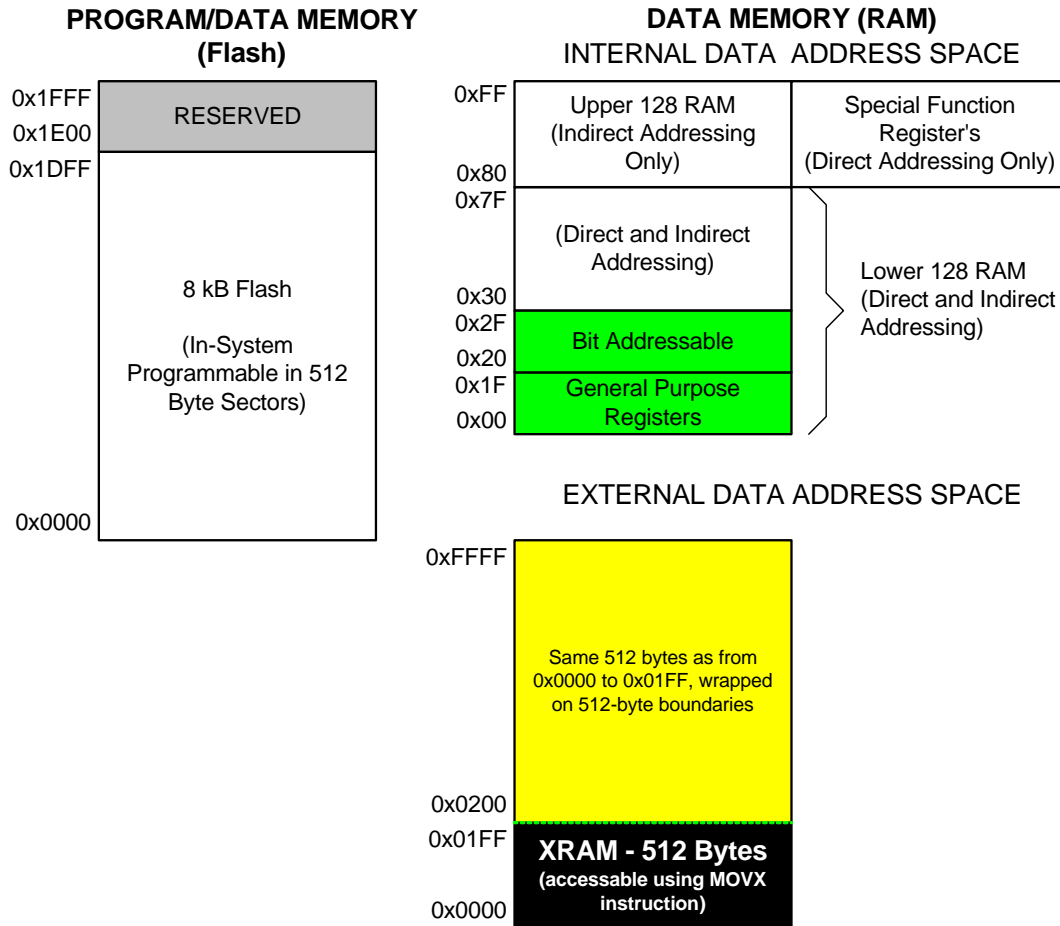 PROGRAM/DATA MEMORY
(Flash)
0x1FFF
RESERVED
0x1E00
0x1DFF
8 kB Flash
(In-System
Programmable in 512
Byte Sectors)
0x0000
DATA MEMORY (RAM)
INTERNAL DATA ADDRESS SPACE
0xFF
Upper 128 RAM
(Indirect Addressing
Only)
0x80
Special Function
Register's
(Direct Addressing Only)
0x7F
(Direct and Indirect
Addressing)
0x30
Lower 128 RAM
(Direct and Indirect
Addressing)
0x2F
Bit Addressable
0x20
0x1F
General Purpose
Registers
0x00
EXTERNAL DATA ADDRESS SPACE
0xFFFF
Same 512 bytes as from
0x0000 to 0x01FF, wrapped
on 512-byte boundaries
0x0200
0x01FF
XRAM - 512 Bytes
(accessable using MOVX
instruction)
0x0000